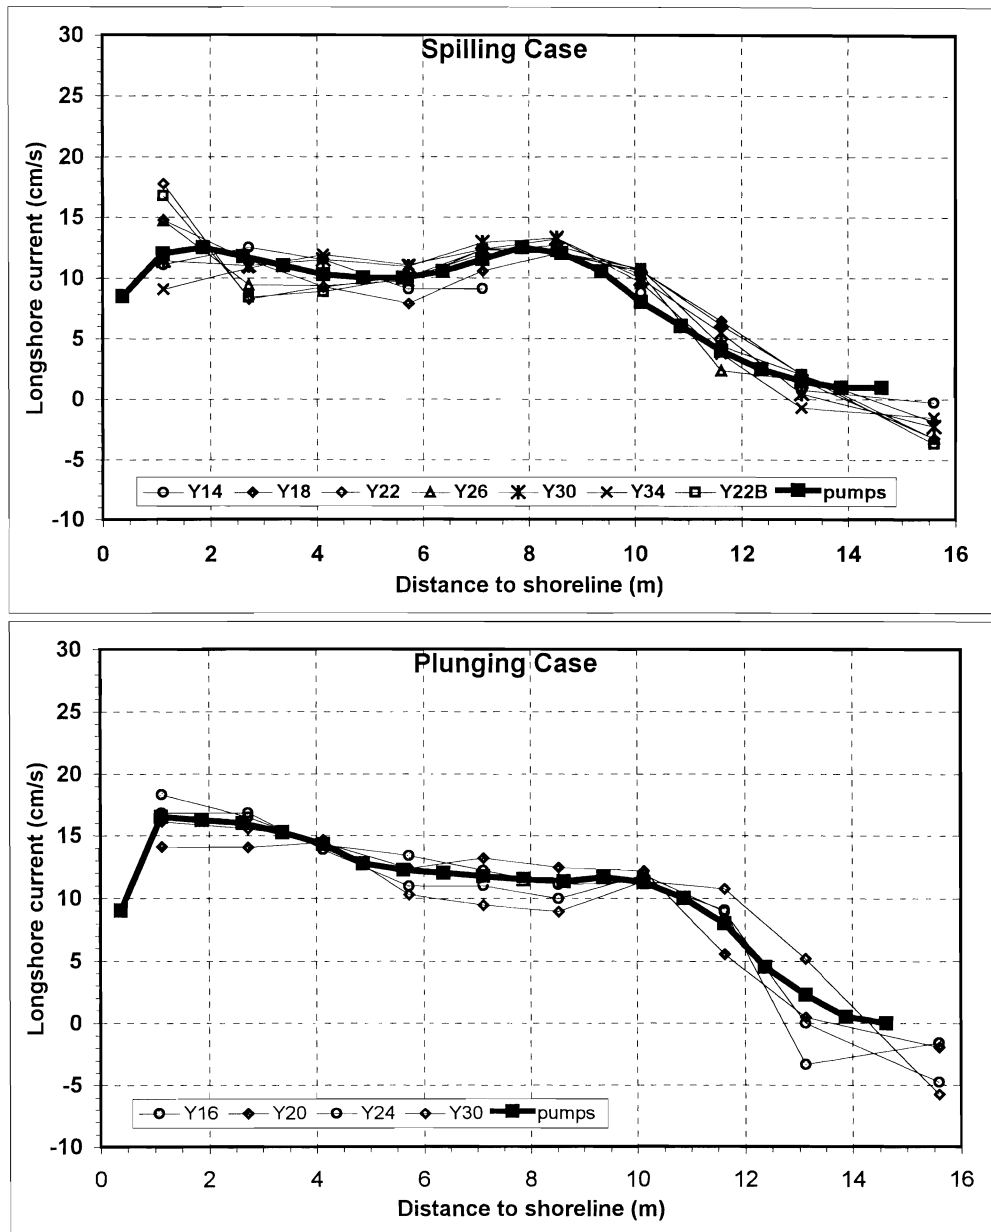 Spilling Case
30
25
20
15
10
5
0
-5
-10
Longshore current (cm/s)
Y14 Y18 Y22 Y26 Y30 Y34 Y22B pumps
0 2 4 6 8 10 12 14 16
Distance to shoreline (m)
Plunging Case
30
25
20
15
10
5
0
-5
-10
Longshore current (cm/s)
Y16 Y20 Y24 Y30 pumps
0 2 4 6 8 10 12 14 16
Distance to shoreline (m)